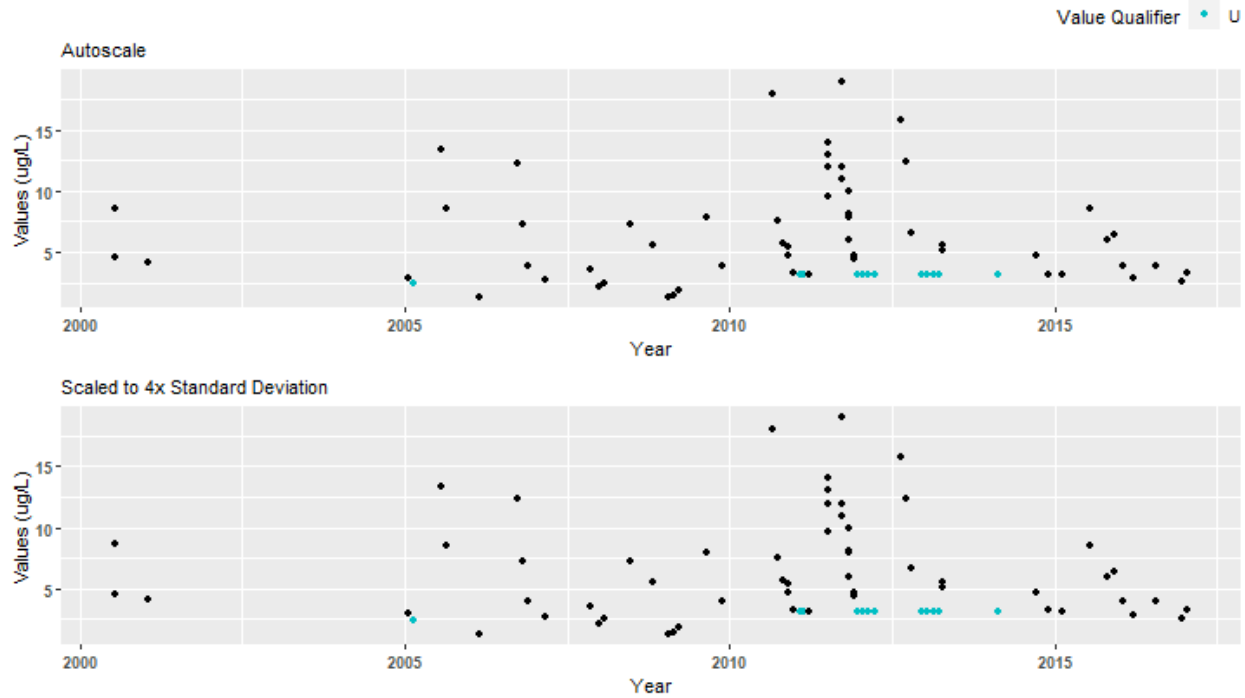 Value Qualifier U
Autoscale
Values (ug/L)
15
10
5
2000 2005 2010 2015
Year
Scaled to 4x Standard Deviation
Values (ug/L)
15
10
5
2000 2005 2010 2015
Year